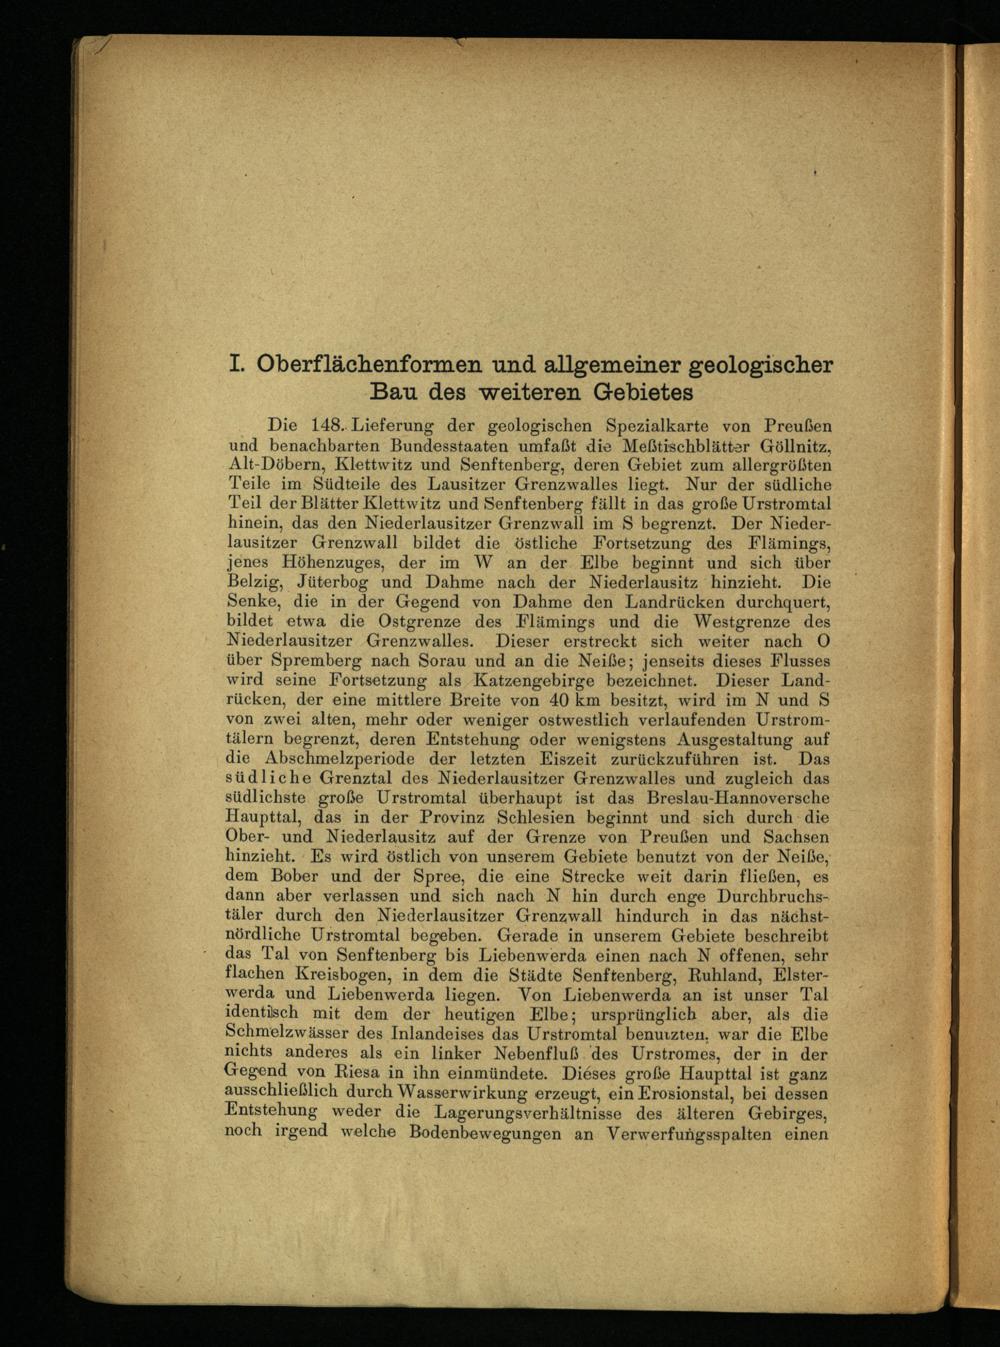 I. Oberflächenformen und allgemeiner geologischer
Bau des weiteren Gebietes
Die 148. Lieferung der geologischen Spezialkarte von Preußen
und benachbarten Bundesstaaten umfaßt die Meßtischblätter Göllnitz,
Alt-Döbern, Klettwitz und Senftenberg, deren Gebiet zum allergrößten
Teile im Südteile des Lausitzer Grenzwalles liegt. Nur der südliche
Teil der Blätter Klettwitz und Senftenberg fällt in das große Urstromtal
hinein, das den Niederlausitzer Grenzwall im S begrenzt. Der Nieder-
lausitzer Grenzwall bildet die östliche Fortsetzung des Flämings,
jenes Höhenzuges, der im W an der Elbe beginnt und sich über
Belzig, Jüterbog und Dahme nach der Niederlausitz hinzieht. Die
Senke, die in der Gegend von Dahme den Landrücken durchquert,
bildet etwa die Ostgrenze des Flämings und die Westgrenze des
Niederlausitzer Grenzwalles. Dieser erstreckt sich weiter nach O
über Spremberg nach Sorau und an die Neiße; jenseits dieses Flusses
wird seine Fortsetzung als Katzengebirge bezeichnet. Dieser Land-
rücken, der eine mittlere Breite von 40 km besitzt, wird im N und S
von zwei alten, mehr oder weniger ostwestlich verlaufenden Urstrom-
tälern begrenzt, deren Entstehung oder wenigstens Ausgestaltung auf
die Abschmelzperiode der letzten Eiszeit zurückzuführen ist. Das
südliche Grenztal des Niederlausitzer Grenzwalles und zugleich das
südlichste große Urstromtal überhaupt ist das Breslau-Hannoversche
Haupttal, das in der Provinz Schlesien beginnt und sich durch die
Ober- und Niederlausitz auf der Grenze von Preußen und Sachsen
hinzieht. Es wird östlich von unserem Gebiete benutzt von der Neiße,
dem Bober und der Spree, die eine Strecke weit darin fließen, es
dann aber verlassen und sich nach N hin durch enge Durchbruchs-
täler durch den Niederlausitzer Grenzwall hindurch in das nächst-
nördliche Urstromtal begeben. Gerade in unserem Gebiete beschreibt
das Tal von Senftenberg bis Liebenwerda einen nach N offenen, sehr
flachen Kreisbogen, in dem die Städte Senftenberg, Ruhland, Elster-
werda und Liebenwerda liegen. Von Liebenwerda an ist unser Tal
identisch mit dem der heutigen Elbe; ursprünglich aber, als die
Schmelzwässer des Inlandeises das Urstromtal benutzten, war die Elbe
nichts anderes als ein linker Nebenfluß des Urstromes, der in der
Gegend von Riesa in ihn einmündete. Dieses große Haupttal ist ganz
ausschließlich durch Wasserwirkung erzeugt, ein Erosionstal, bei dessen
Entstehung weder die Lagerungsverhältnisse des älteren Gebirges,
noch irgend welche Bodenbewegungen an Verwerfungsspalten einen